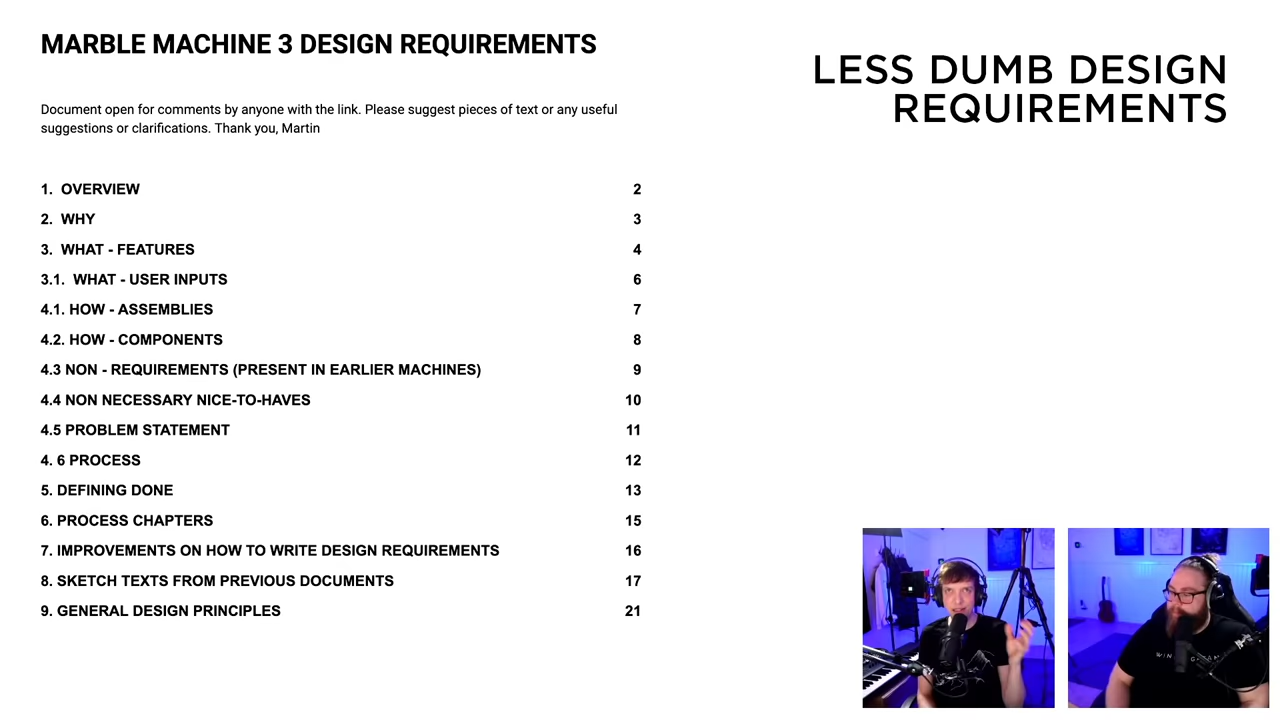 MARBLE MACHINE 3 DESIGN REQUIREMENTS
LESS DUMB DESIGN
REQUIREMENTS
Document open for comments by anyone with the link. Please suggest pieces of text or any useful
suggestions or clarifications. Thank you, Martin
1. OVERVIEW 2
2. WHY 3
3. WHAT - FEATURES 4
3.1. WHAT - USER INPUTS 6
4.1. HOW - ASSEMBLIES 7
4.2. HOW - COMPONENTS 8
4.3 NON - REQUIREMENTS (PRESENT IN EARLIER MACHINES) 9
4.4 NON NECESSARY NICE-TO-HAVES 10
4.5 PROBLEM STATEMENT 11
4. 6 PROCESS 12
5. DEFINING DONE 13
6. PROCESS CHAPTERS 15
7. IMPROVEMENTS ON HOW TO WRITE DESIGN REQUIREMENTS 16
8. SKETCH TEXTS FROM PREVIOUS DOCUMENTS 17
9. GENERAL DESIGN PRINCIPLES 21